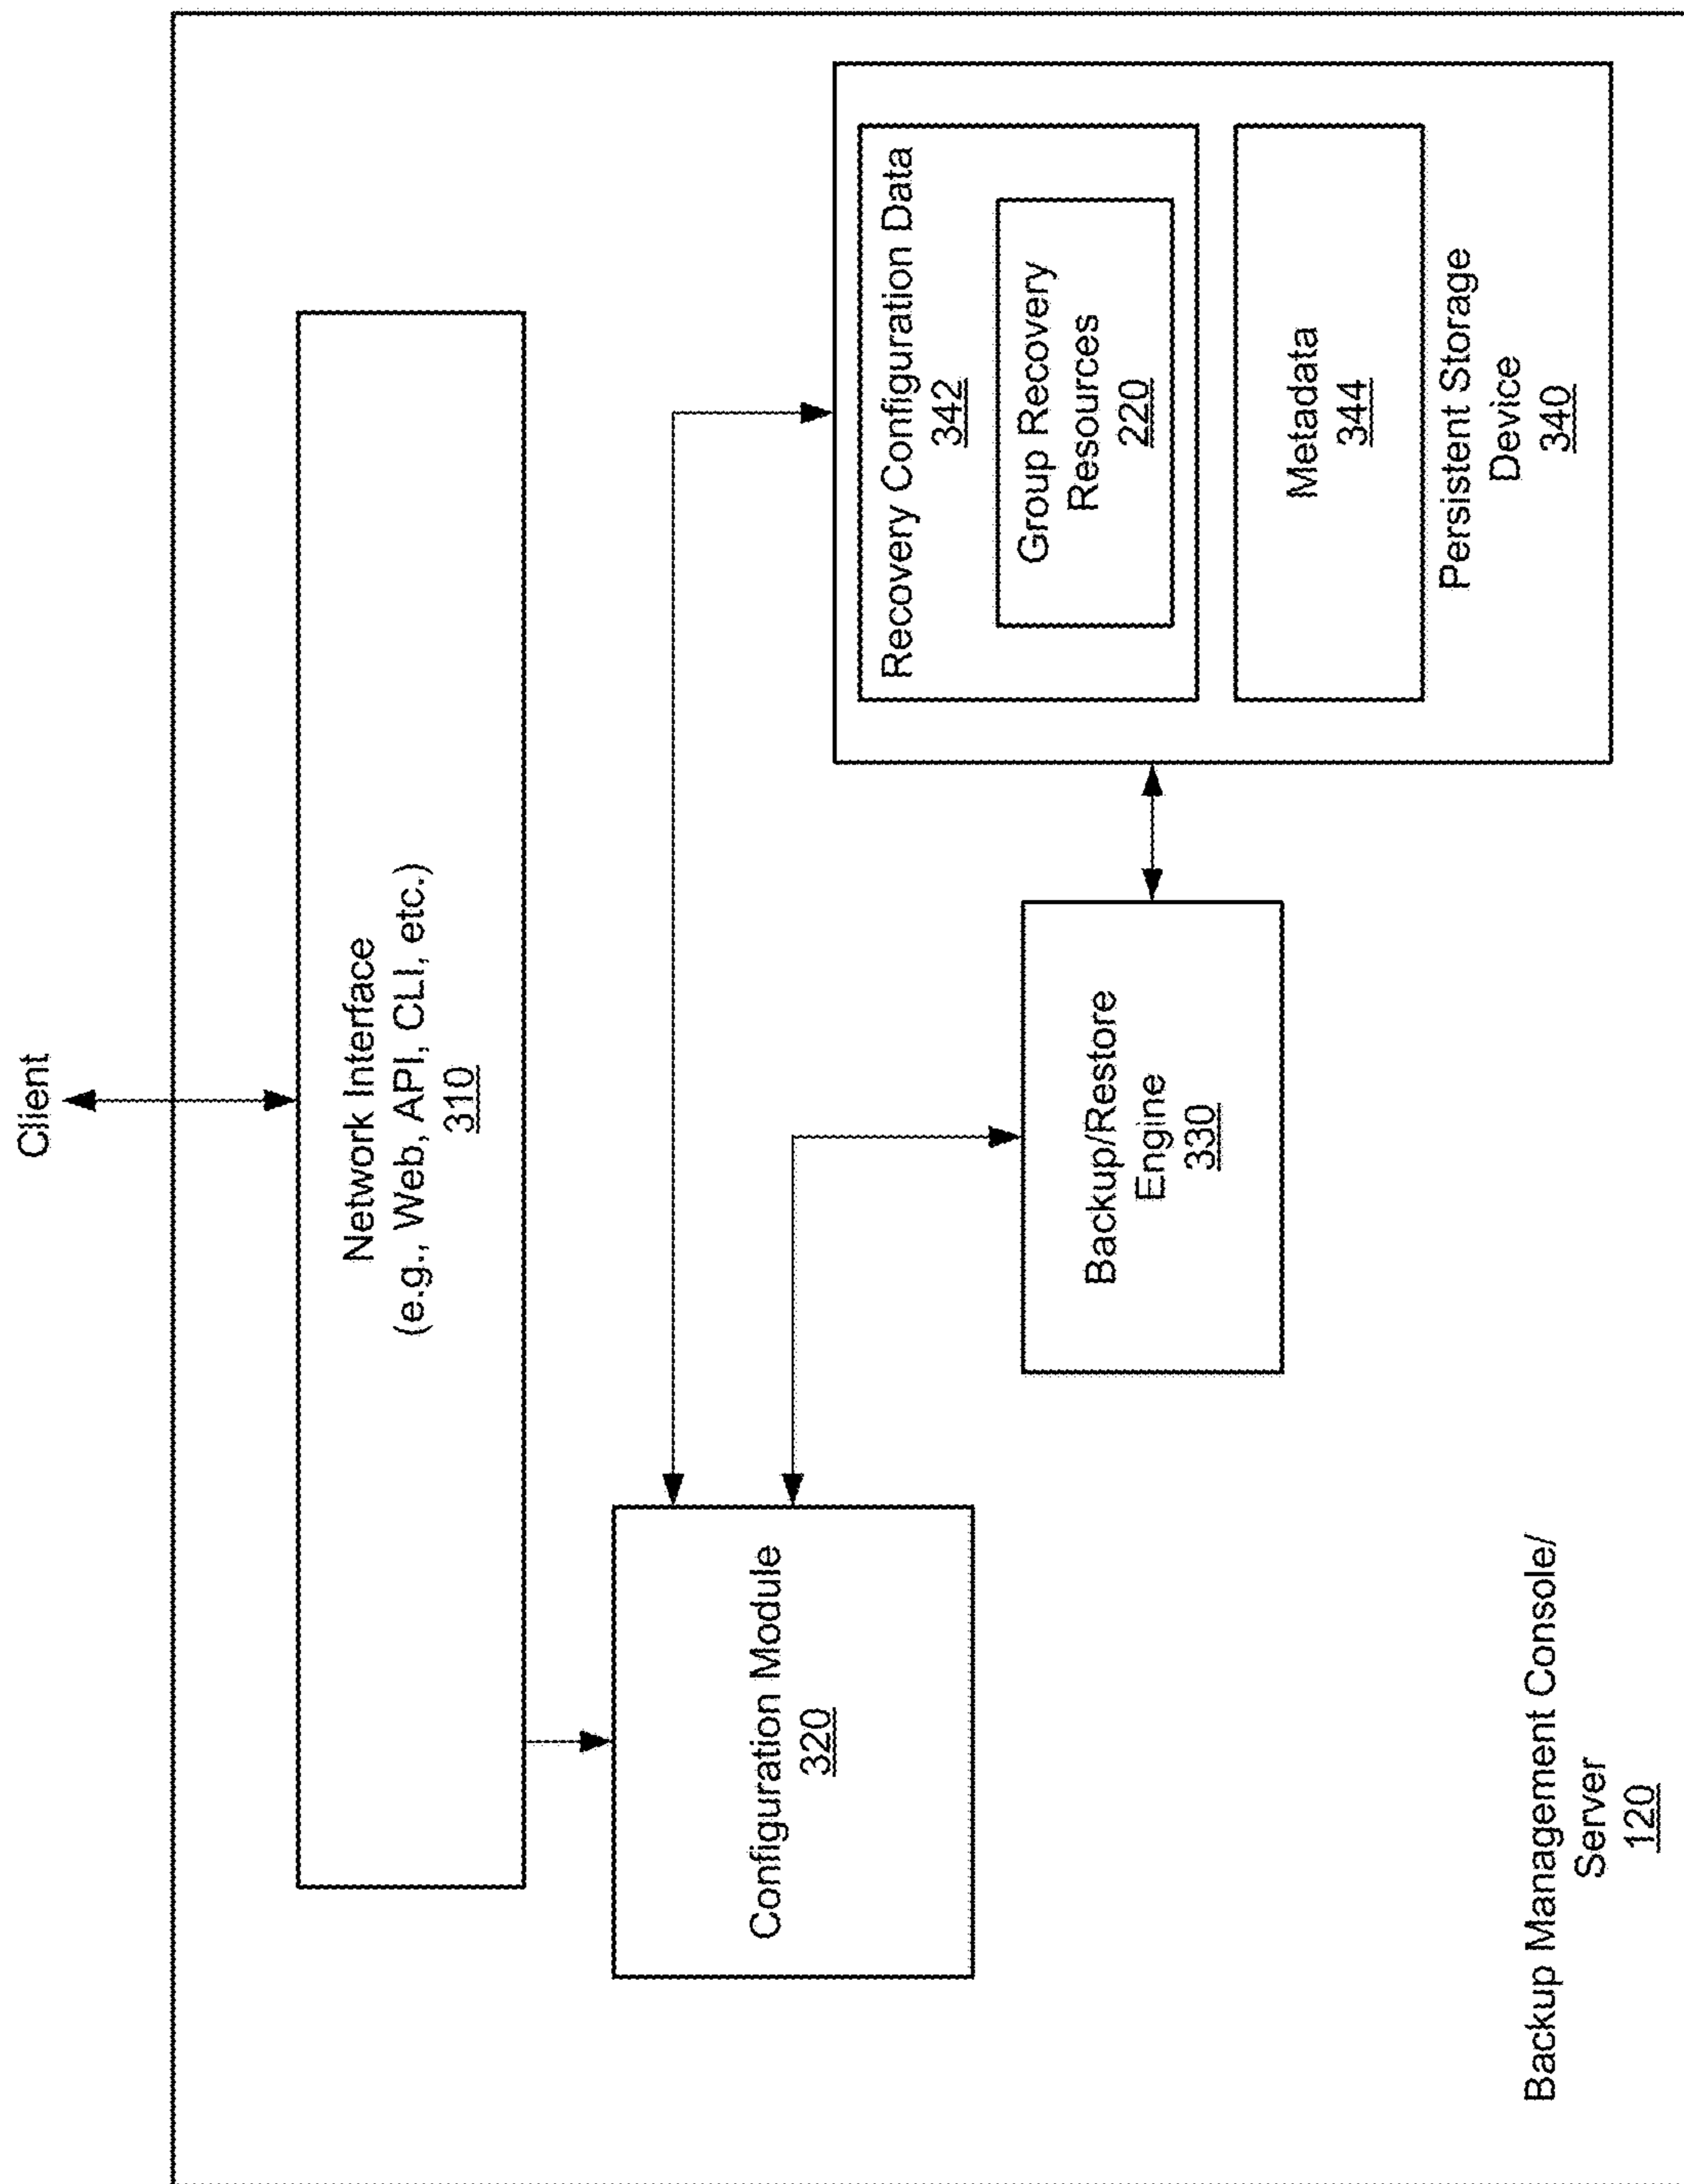 Client
Network Interface
(e.g., Web, API, CLI, etc.)
310
Configuration Module
320
Backup/Restore
Engine
330
Recovery Configuration Data
342
Group Recovery
Resources
220
Metadata
344
Persistent Storage
Device
340
Backup Management Console/
Server
120